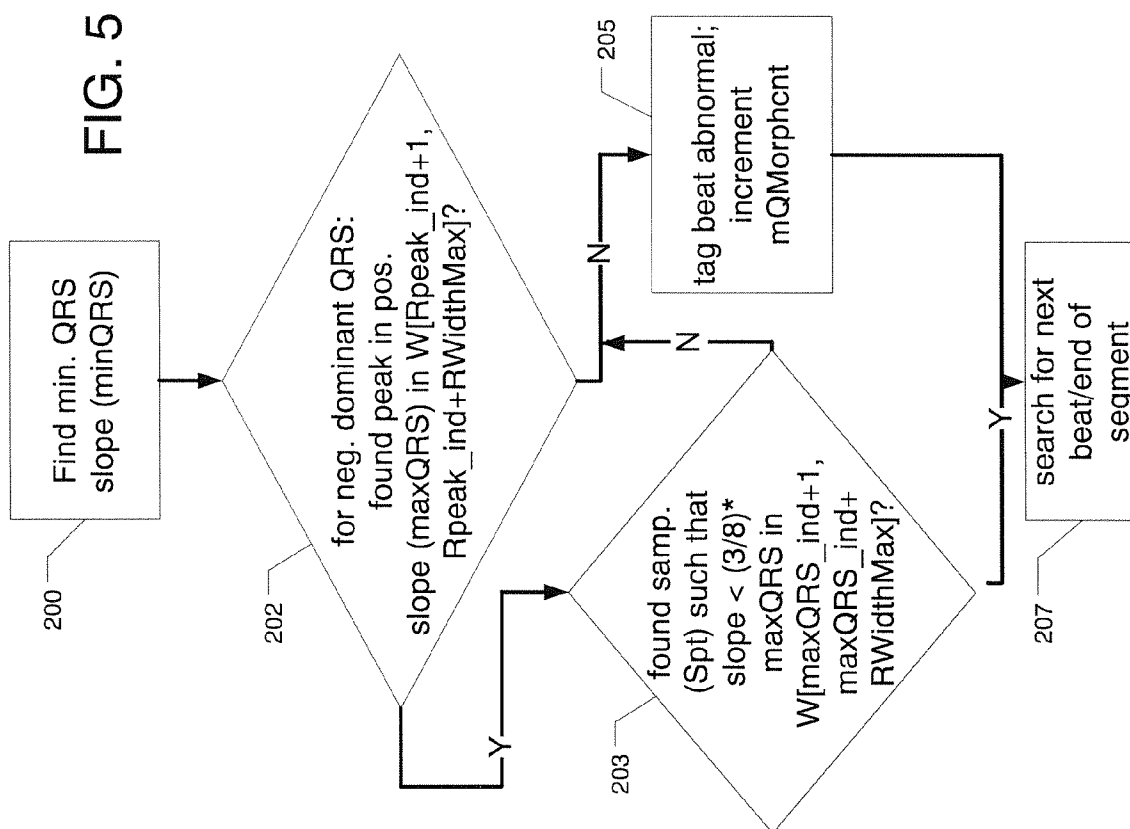 FIG. 5
200
Find min. QRS
slope (minQRS)
202
for neg. dominant QRS:
found peak in pos.
slope (maxQRS) in W[Rpeak_ind+1,
Rpeak_ind+RWidthMax]?
Y
N
203
found samp.
(Spt) such that
slope < (3/8)*
maxQRS in
W[maxQRS_ind+1,
maxQRS_ind+
RWidthMax]?
N
Y
205
tag beat abnormal;
increment
mQMorphcnt
207
search for next
beat/end of
segment